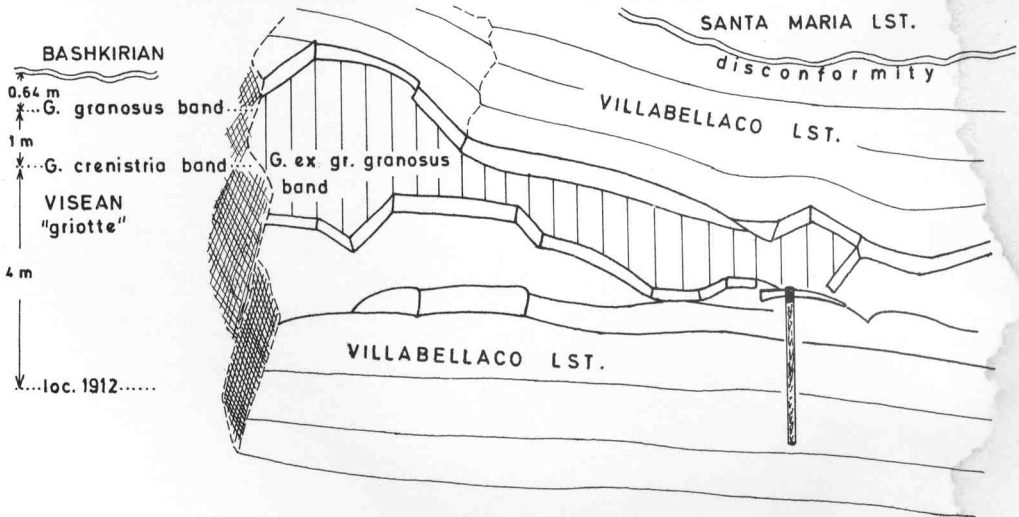 SANTA MARIA LST.
disconformity
VILLABELLACO LST.
BASHKIRIAN
0.64 m
G. granosus band
1 m
G. crenistria band
VISEAN
"griotte"
4 m
loc. 1912
G. ex. gr. granosus
band
VILLABELLACO LST.